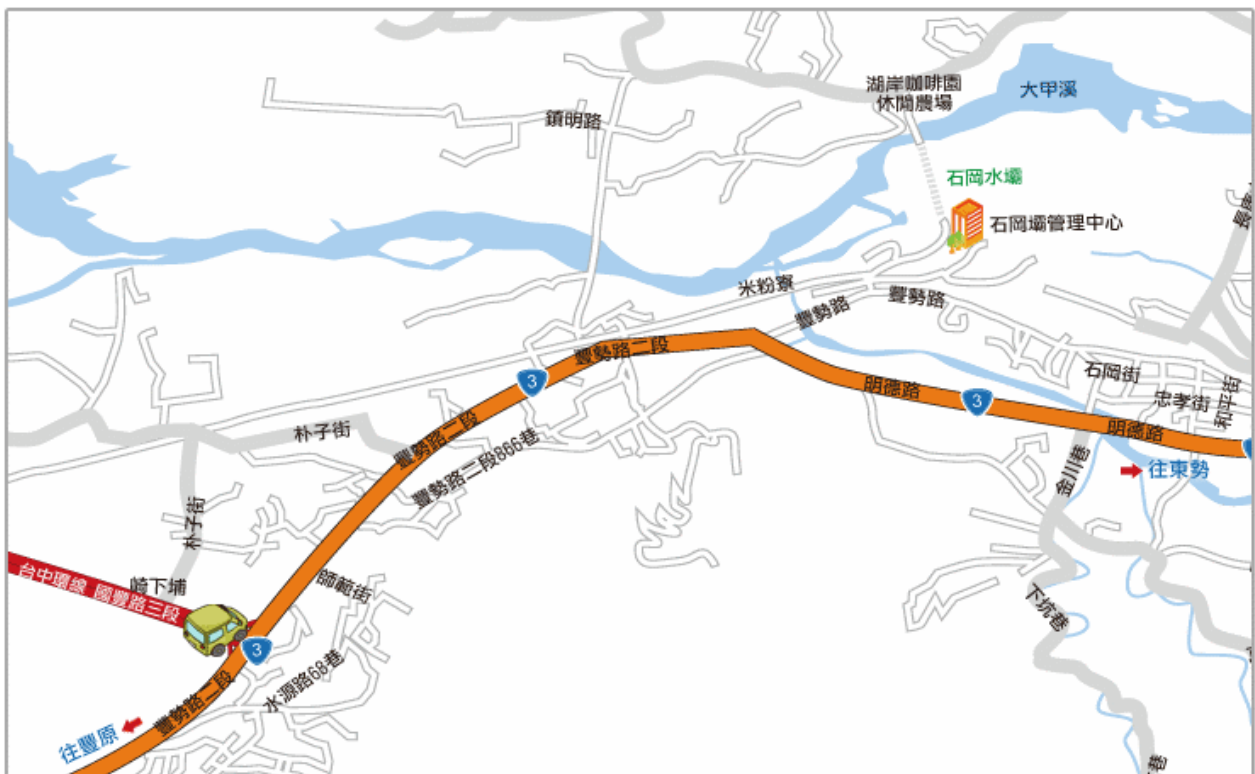 湖岸咖啡園
休閒農場
大甲溪
鎮明路
石岡水壩
石岡壩管理中心
米粉寮
豐勢路
豐勢路
豐勢路二段
3
石岡街
明德路
3
忠孝街
和平街
朴子街
豐勢路二段
明德路
豐勢路二段866巷
往東勢
金川巷
朴子街
台中環線 國豐路三段
崎下埔
師範街
下坑巷
3
水源路68巷
豐勢路二段
往豐原
巷